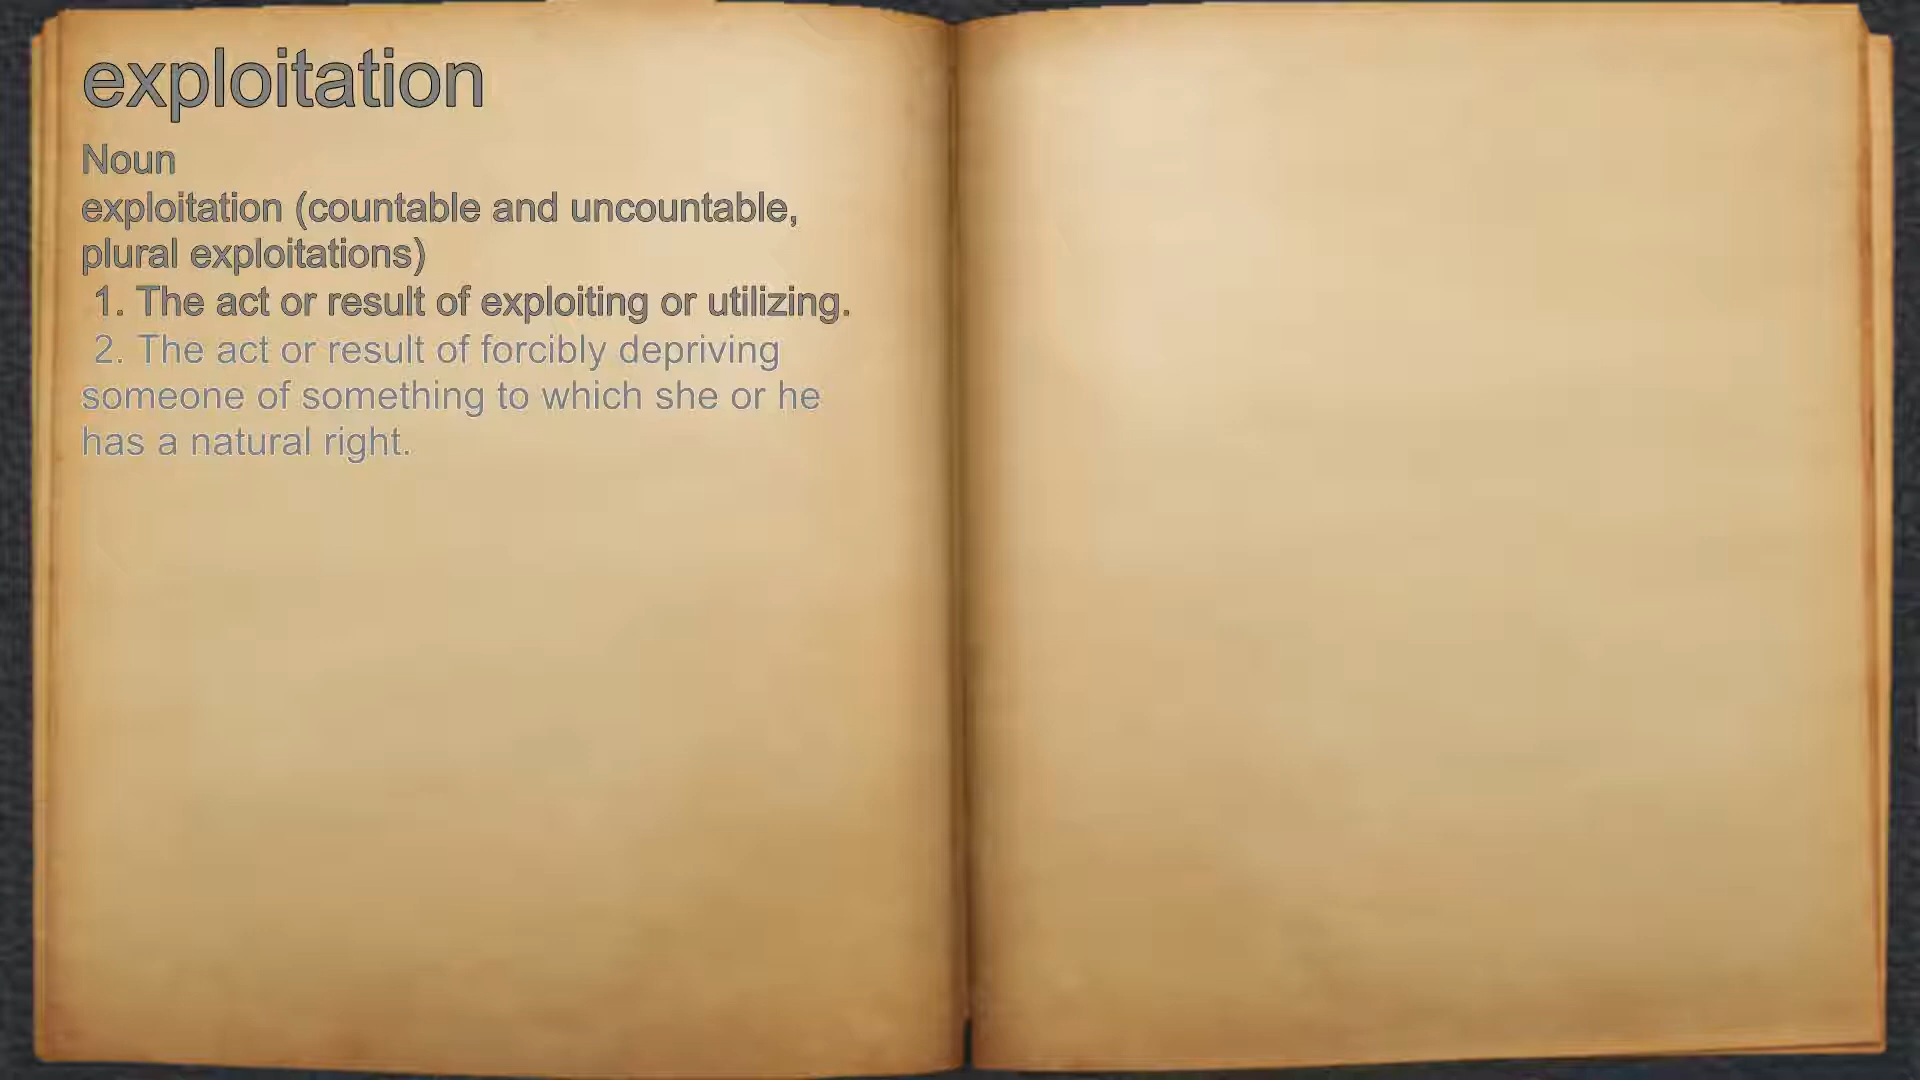 exploitation
Noun
exploitation (countable and uncountable,
plural exploitations)
1. The act or result of exploiting or utilizing.
2. The act or result of forcibly depriving
someone of something to which she or he
has a natural right.